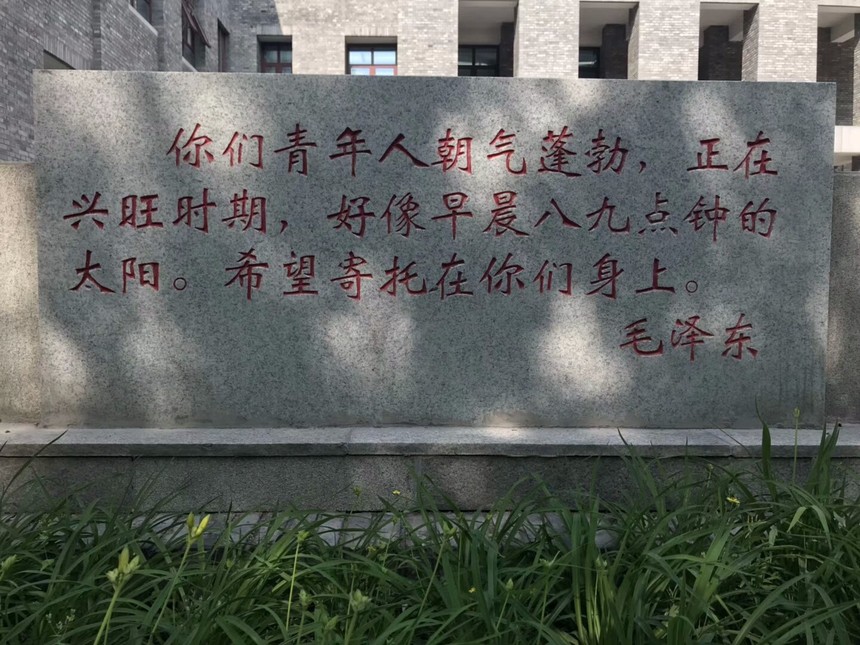 你们青年人朝气蓬勃，正在
兴旺时期，好像早晨八九点钟的
太阳。希望寄托在你们身上。
毛泽东